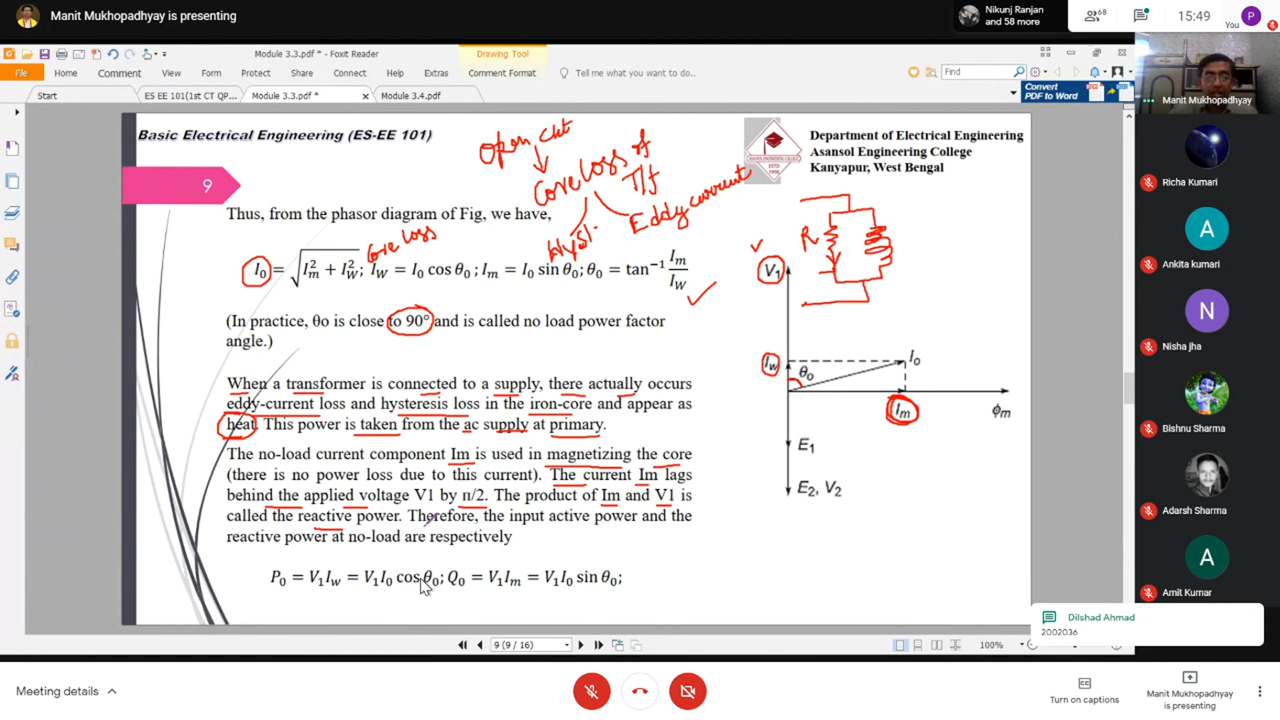 Manit Mukhopadhyay is presenting
Nikunj Ranjan
and 58 more
68
15:49
You
P
Module 3.3.pdf * - Foxit Reader
Drawing Tool
File
Home
Comment
View
Form
Protect
Share
Connect
Help
Extras
Comment Format
Tell me what you want to do...
Find
Start
ES EE 101(1st CT QP...
Module 3.3.pdf *
Module 3.4.pdf
Convert
PDF to Word
Basic Electrical Engineering (ES-EE 101)
Open ckt
Core loss of
T/f
Hyst.
Eddy current
Department of Electrical Engineering
Asansol Engineering College
Kanyapur, West Bengal
9
Thus, from the phasor diagram of Fig, we have,
Core loss
I₀ = √(I_m² + I_W²); I_W = I₀ cos θ₀; I_m = I₀ sin θ₀; θ₀ = tan⁻¹ I_m/I_W
(In practice, θo is close to 90° and is called no load power factor
angle.)
When a transformer is connected to a supply, there actually occurs
eddy-current loss and hysteresis loss in the iron-core and appear as
heat. This power is taken from the ac supply at primary.
The no-load current component Im is used in magnetizing the core
(there is no power loss due to this current). The current Im lags
behind the applied voltage V1 by π/2. The product of Im and V1 is
called the reactive power. Therefore, the input active power and the
reactive power at no-load are respectively
P₀ = V₁I_w = V₁I₀ cos θ₀; Q₀ = V₁I_m = V₁I₀ sin θ₀;
R
V₁
I_w
θ₀
I₀
I_m
ϕ_m
E₁
E₂, V₂
9 (9 / 16)
100%
Manit Mukhopadhyay
Richa Kumari
A
Ankita kumari
N
Nisha jha
Bishnu Sharma
Adarsh Sharma
A
Amit Kumar
Dilshad Ahmad
2002036
Meeting details
Turn on captions
Manit Mukhopadhyay
is presenting